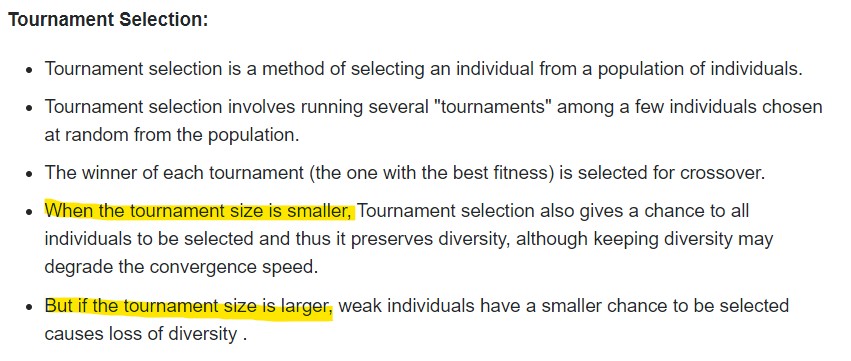 Tournament Selection:
• Tournament selection is a method of selecting an individual from a population of individuals.
• Tournament selection involves running several "tournaments" among a few individuals chosen
at random from the population.
• The winner of each tournament (the one with the best fitness) is selected for crossover.
• When the tournament size is smaller, Tournament selection also gives a chance to all
individuals to be selected and thus it preserves diversity, although keeping diversity may
degrade the convergence speed.
• But if the tournament size is larger, weak individuals have a smaller chance to be selected
causes loss of diversity .